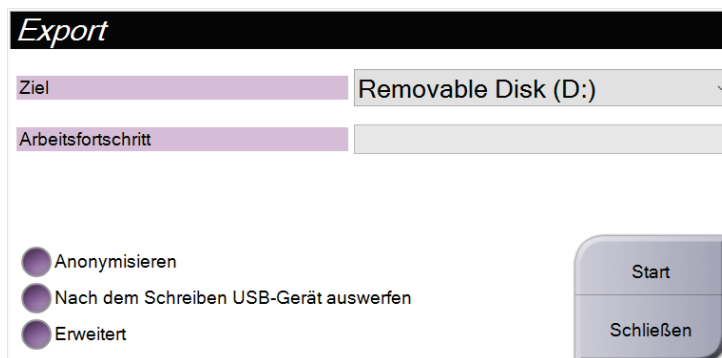 Export
Ziel
Removable Disk (D:)
Arbeitsfortschritt
Anonymisieren
Nach dem Schreiben USB-Gerät auswerfen
Erweitert
Start
Schließen